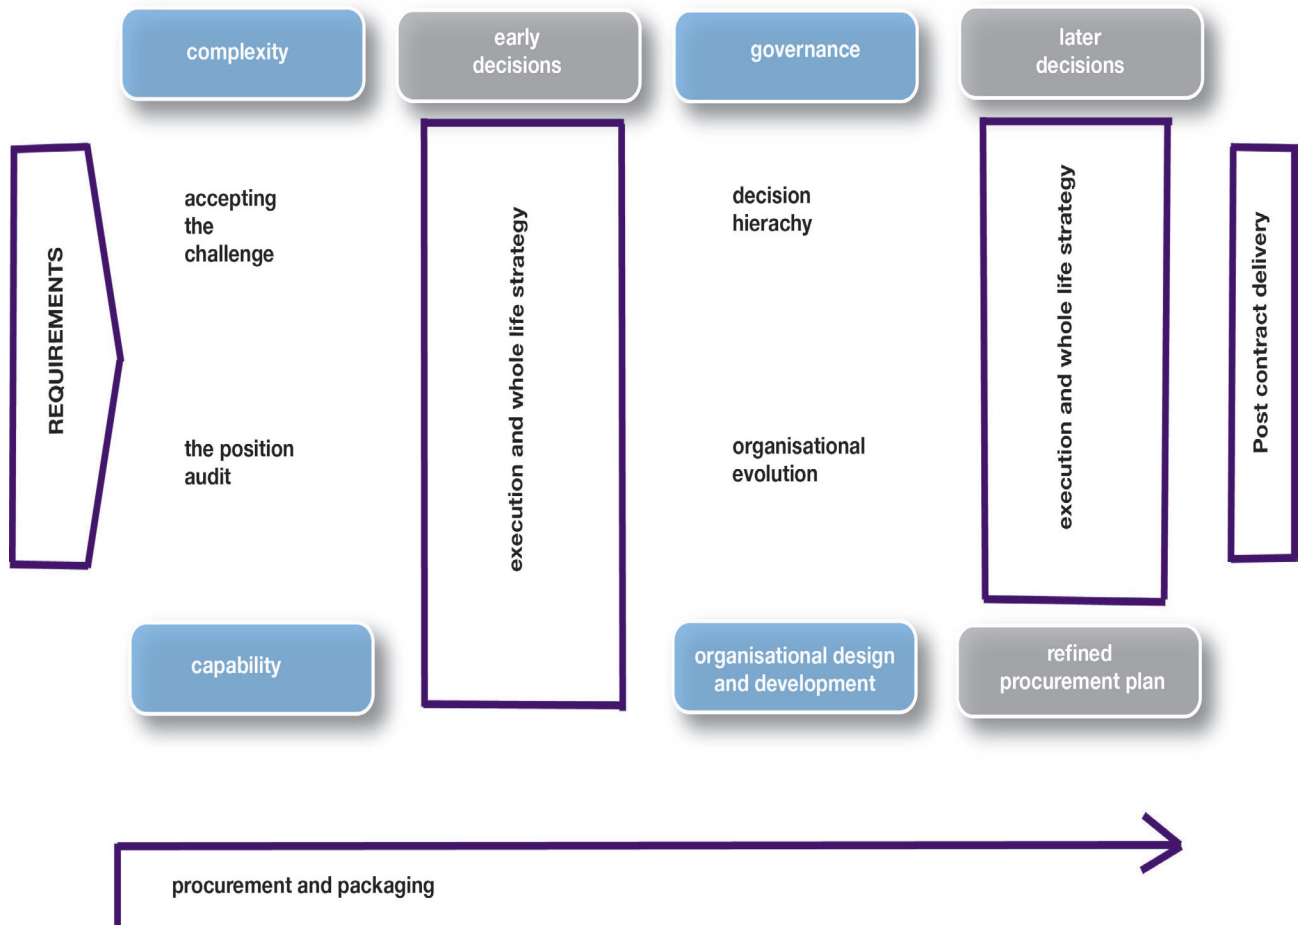 complexity
early
decisions
governance
later
decisions
REQUIREMENTS
accepting
the
challenge
the position
audit
execution and whole life strategy
decision
hierachy
organisational
evolution
execution and whole life strategy
Post contract delivery
capability
organisational design
and development
refined
procurement plan
procurement and packaging